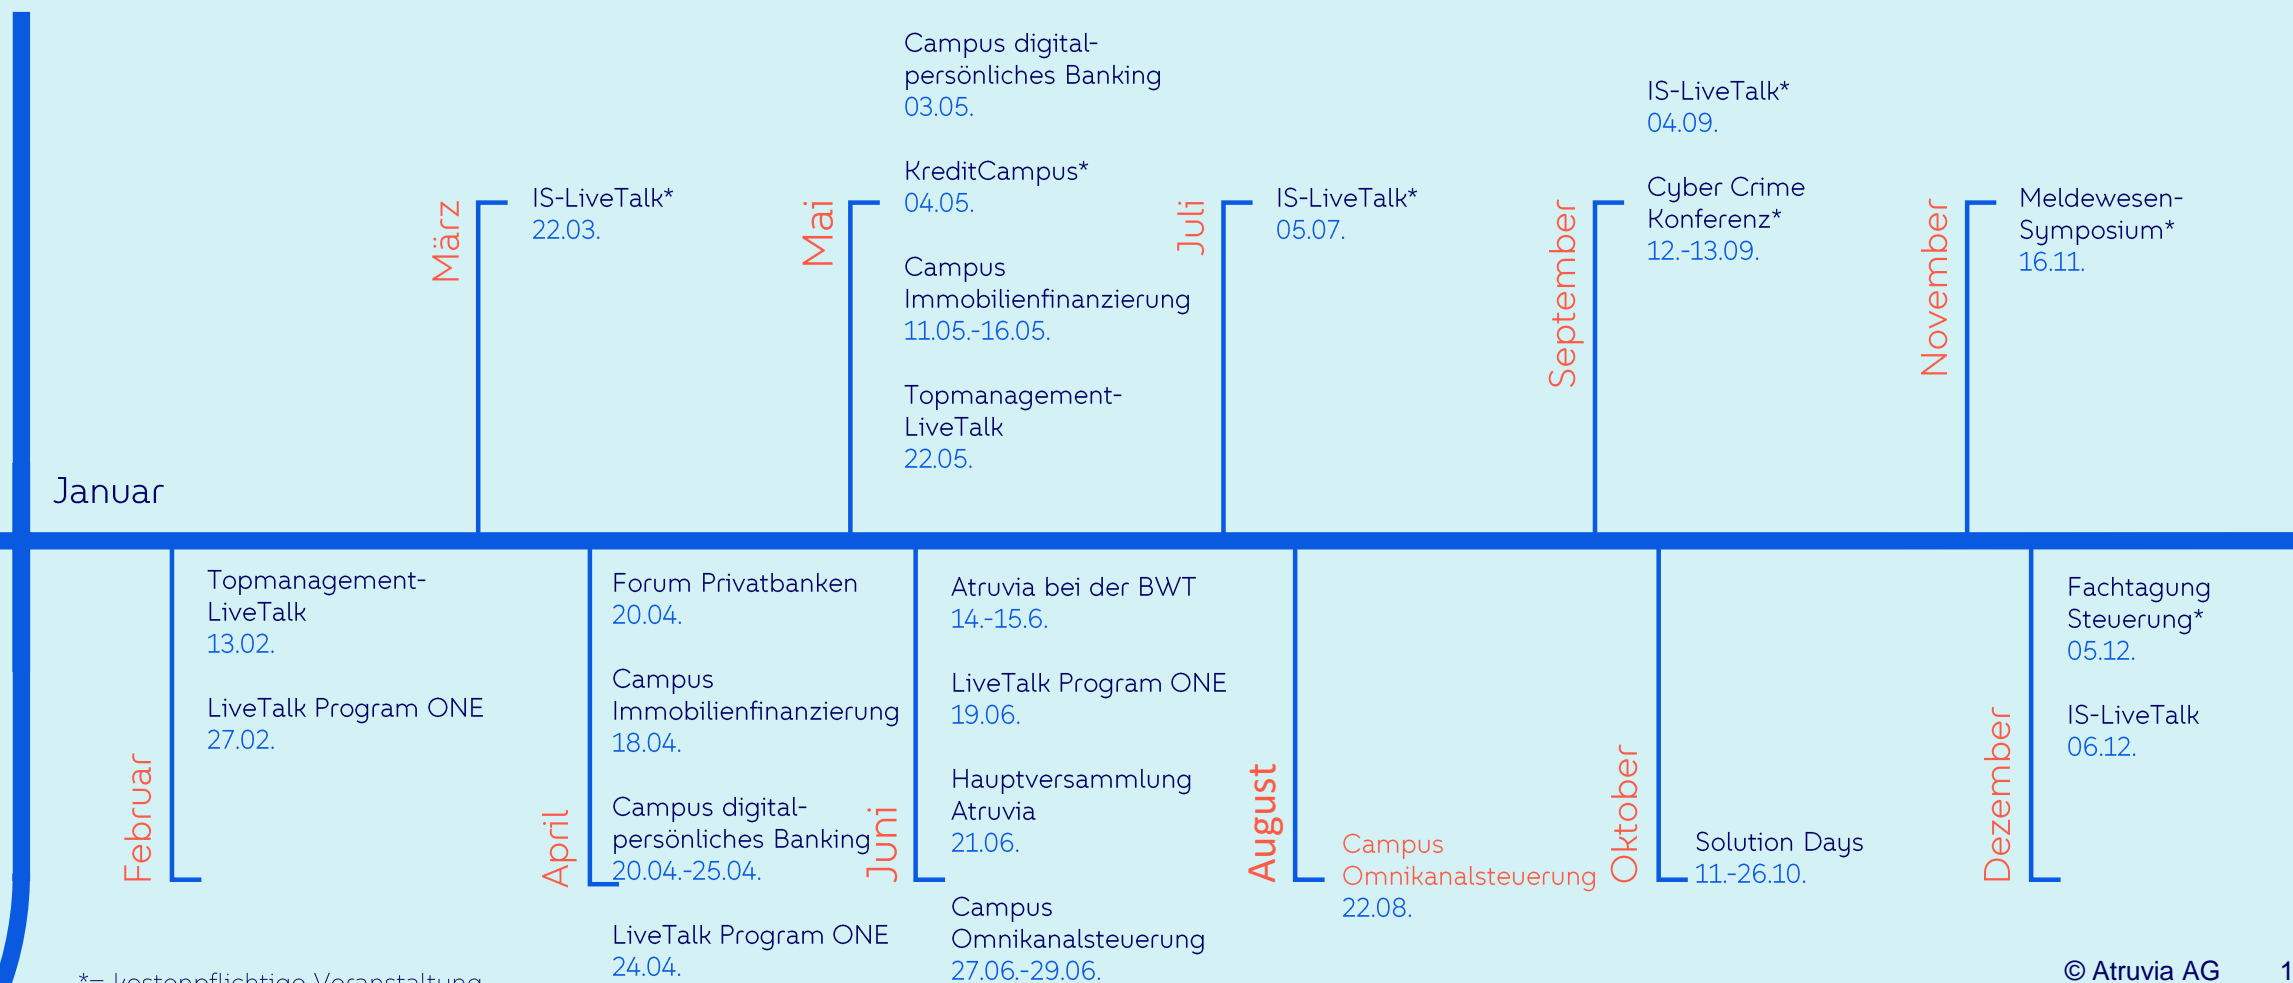 Januar
Februar
Topmanagement-
LiveTalk
13.02.
LiveTalk Program ONE
27.02.
März
IS-LiveTalk*
22.03.
April
Forum Privatbanken
20.04.
Campus
Immobilienfinanzierung
18.04.
Campus digital-
persönliches Banking
20.04.-25.04.
LiveTalk Program ONE
24.04.
Mai
Campus digital-
persönliches Banking
03.05.
KreditCampus*
04.05.
Campus
Immobilienfinanzierung
11.05.-16.05.
Topmanagement-
LiveTalk
22.05.
Juni
Atruvia bei der BWT
14.-15.6.
LiveTalk Program ONE
19.06.
Hauptversammlung
Atruvia
21.06.
Campus
Omnikanalsteuerung
27.06.-29.06.
Juli
IS-LiveTalk*
05.07.
August
Campus
Omnikanalsteuerung
22.08.
September
IS-LiveTalk*
04.09.
Cyber Crime
Konferenz*
12.-13.09.
Oktober
Solution Days
11.-26.10.
November
Meldewesen-
Symposium*
16.11.
Dezember
Fachtagung
Steuerung*
05.12.
IS-LiveTalk
06.12.
*= kostenpflichtige Veranstaltung
© Atruvia AG 1